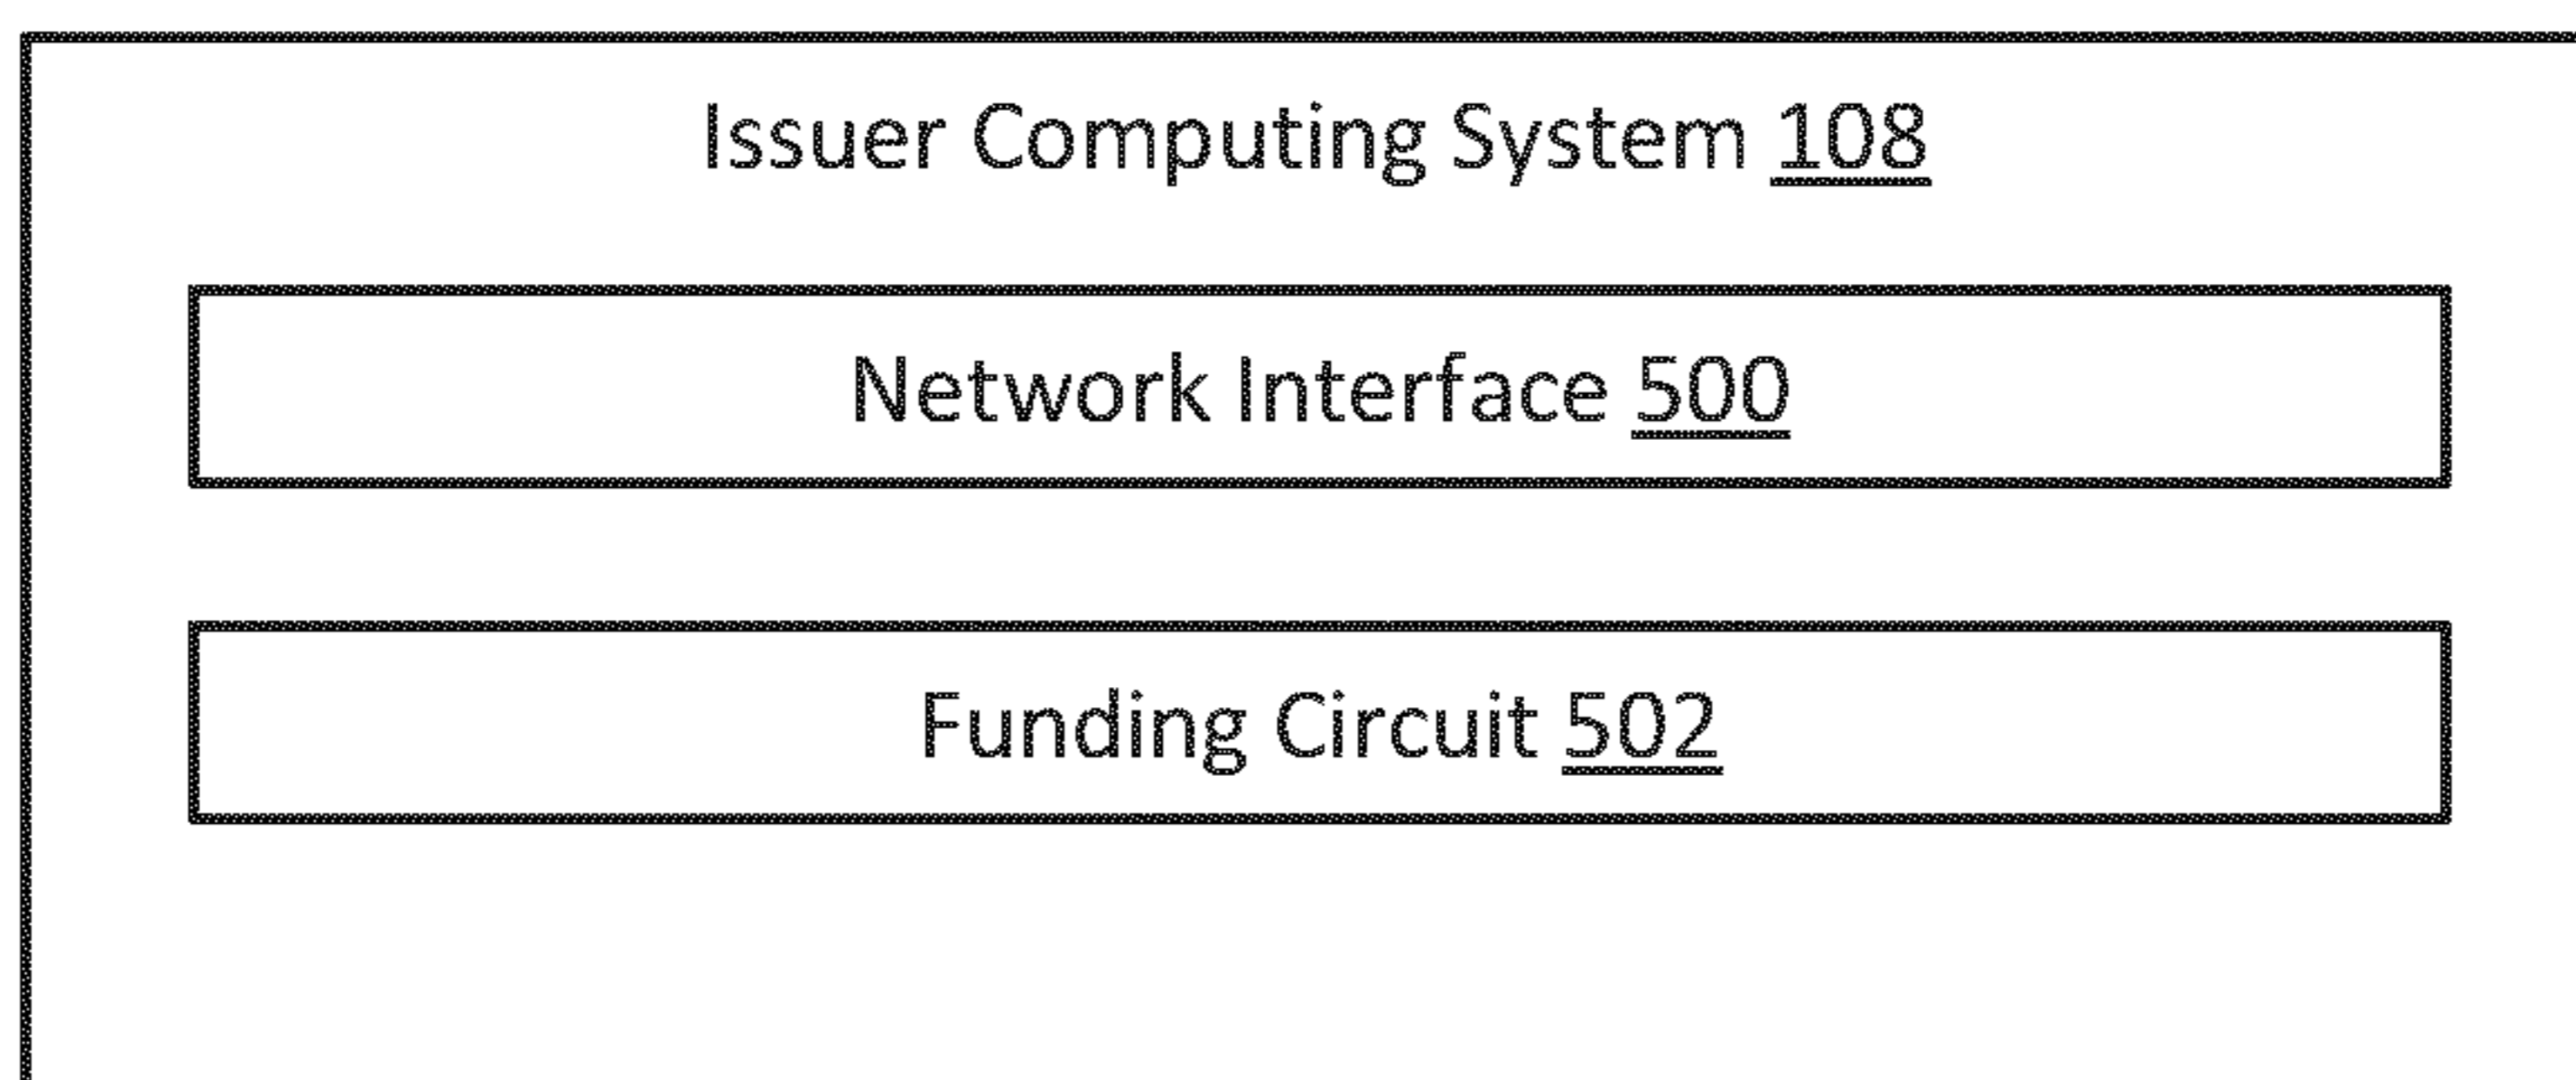 Issuer Computing System 108
Network Interface 500
Funding Circuit 502